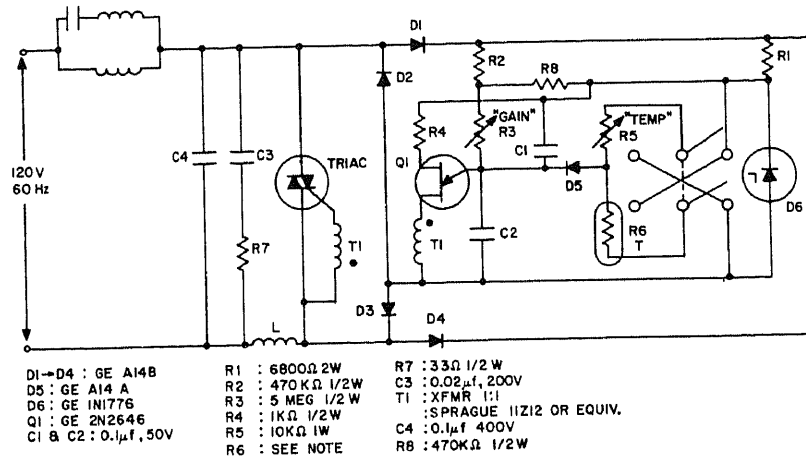 D1
R2
R8
R1
D2
"GAIN"
"TEMP"
R4
R3
R5
C1
120V
60 Hz
C4
C3
TRIAC
Q1
D5
D6
R6
T
T1
T1
C2
R7
D3
L
D4
D1→D4 : GE A14B
D5: GE A14 A
D6: GE 1N1776
Q1 : GE 2N2646
C1 & C2 : 0.1µf, 50V
R1 : 6800Ω 2W
R2 : 470 KΩ 1/2W
R3 : 5 MEG 1/2W
R4 : 1KΩ 1/2W
R5 : 10KΩ 1W
R6 : SEE NOTE
R7 : 33Ω 1/2 W
C3 : 0.02µf, 200V
T1 : XFMR 1:1
: SPRAGUE 11Z12 OR EQUIV.
C4 : 0.1µf 400V
R8 : 470KΩ 1/2W